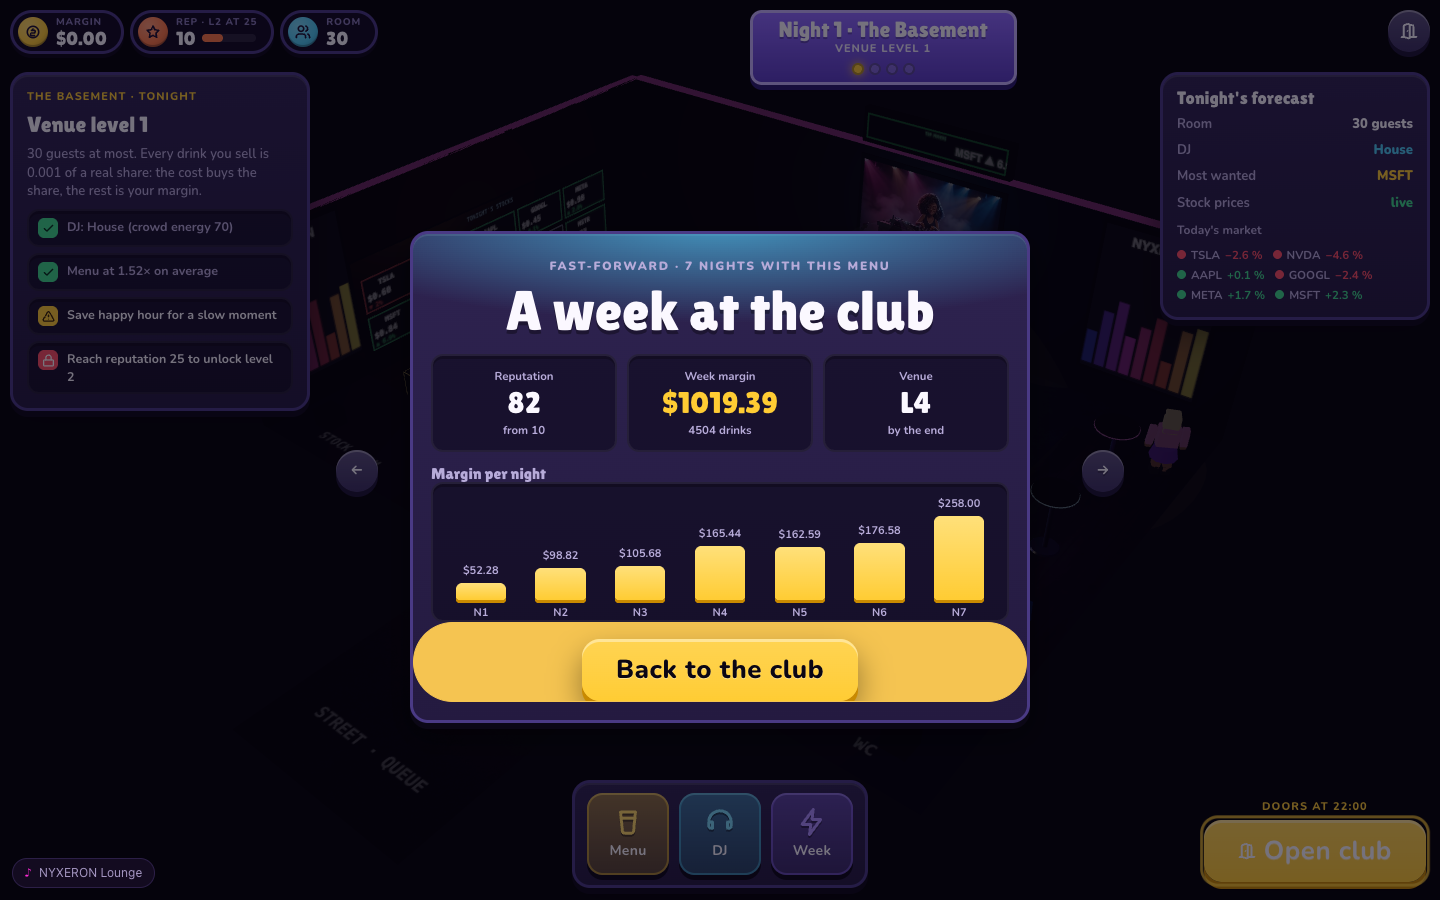 MARGIN
$0.00
REP · L2 AT 25
10
ROOM
30
Night 1 · The Basement
VENUE LEVEL 1
THE BASEMENT · TONIGHT
Venue level 1
30 guests at most. Every drink you sell is
0.001 of a real share: the cost buys the
share, the rest is your margin.
DJ: House (crowd energy 70)
Menu at 1.52× on average
Save happy hour for a slow moment
Reach reputation 25 to unlock level
2
Tonight's forecast
Room 30 guests
DJ House
Most wanted MSFT
Stock prices live
Today's market
TSLA −2.6 % NVDA −4.6 %
AAPL +0.1 % GOOGL −2.4 %
META +1.7 % MSFT +2.3 %
MSFT ▲
FAST-FORWARD · 7 NIGHTS WITH THIS MENU
A week at the club
Reputation
82
from 10
Week margin
$1019.39
4504 drinks
Venue
L4
by the end
Margin per night
$52.28
$98.82
$105.68
$165.44
$162.59
$176.58
$258.00
N1 N2 N3 N4 N5 N6 N7
Back to the club
STREET · QUEUE
WC
Menu
DJ
Week
DOORS AT 22:00
Open club
♪ NYXERON Lounge